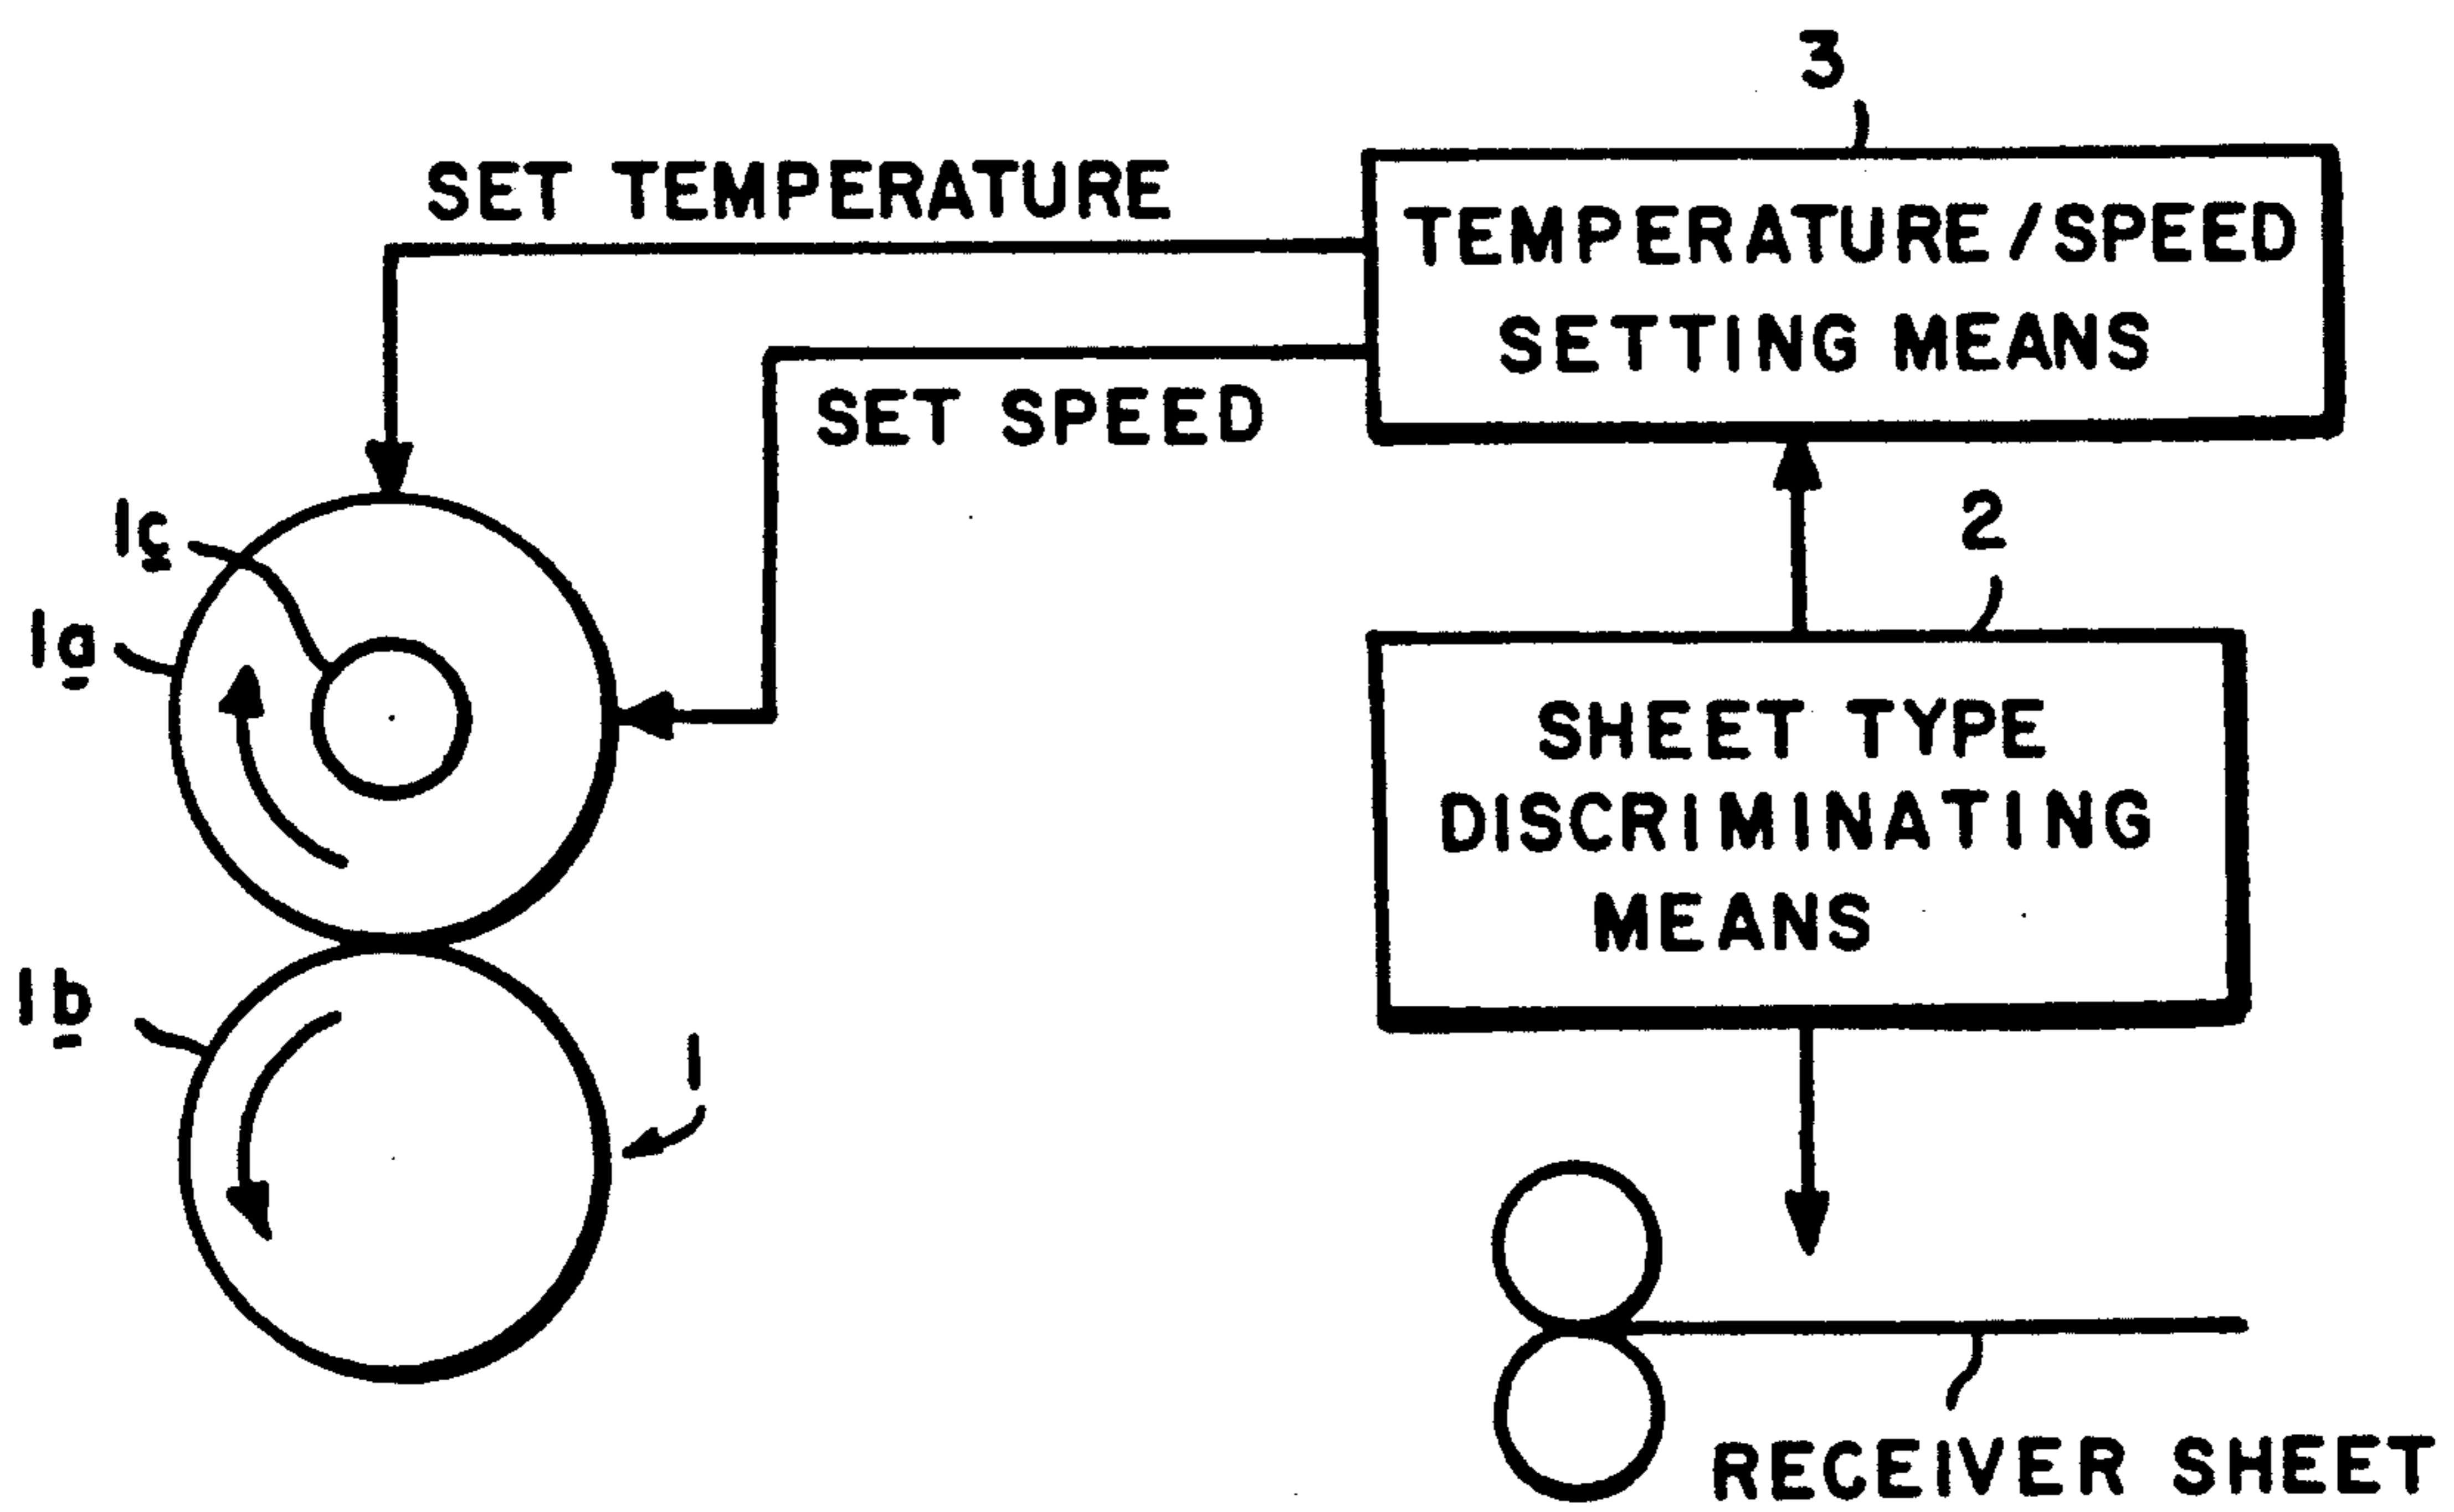 3
SET TEMPERATURE
TEMPERATURE/SPEED
SETTING MEANS
SET SPEED
1c
2
1a
SHEET TYPE
DISCRIMINATING
MEANS
1b
1
RECEIVER SHEET